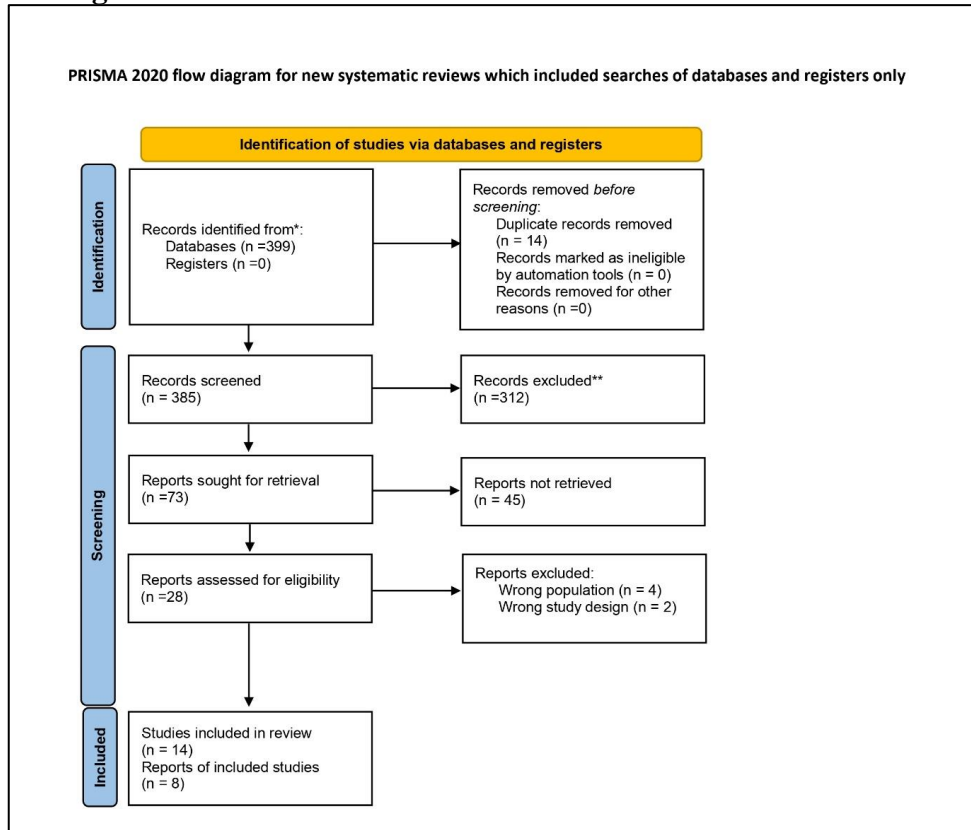 PRISMA 2020 flow diagram for new systematic reviews which included searches of databases and registers only
Identification of studies via databases and registers
Identification
Records identified from*:
Databases (n =399)
Registers (n =0)
Records removed before
screening:
Duplicate records removed
(n = 14)
Records marked as ineligible
by automation tools (n = 0)
Records removed for other
reasons (n =0)
Screening
Records screened
(n = 385)
Records excluded**
(n =312)
Reports sought for retrieval
(n =73)
Reports not retrieved
(n = 45)
Reports assessed for eligibility
(n =28)
Reports excluded:
Wrong population (n = 4)
Wrong study design (n = 2)
Included
Studies included in review
(n = 14)
Reports of included studies
(n = 8)